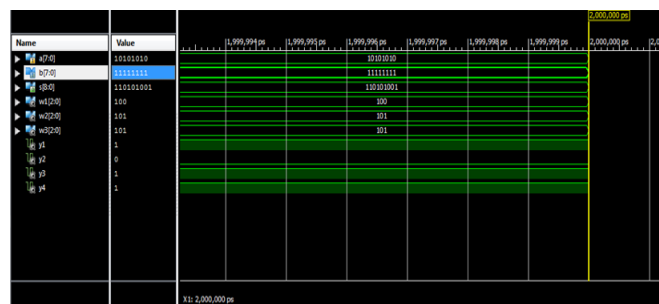 2,000,000 ps
Name Value 1,999,994 ps 1,999,995 ps 1,999,996 ps 1,999,997 ps 1,999,998 ps 1,999,999 ps 2,000,000 ps 2,0
a[7:0] 10101010 10101010
b[7:0] 11111111 11111111
s[8:0] 110101001 110101001
w1[2:0] 100 100
w2[2:0] 101 101
w3[2:0] 101 101
y1 1
y2 0
y3 1
y4 1
X1: 2,000,000 ps